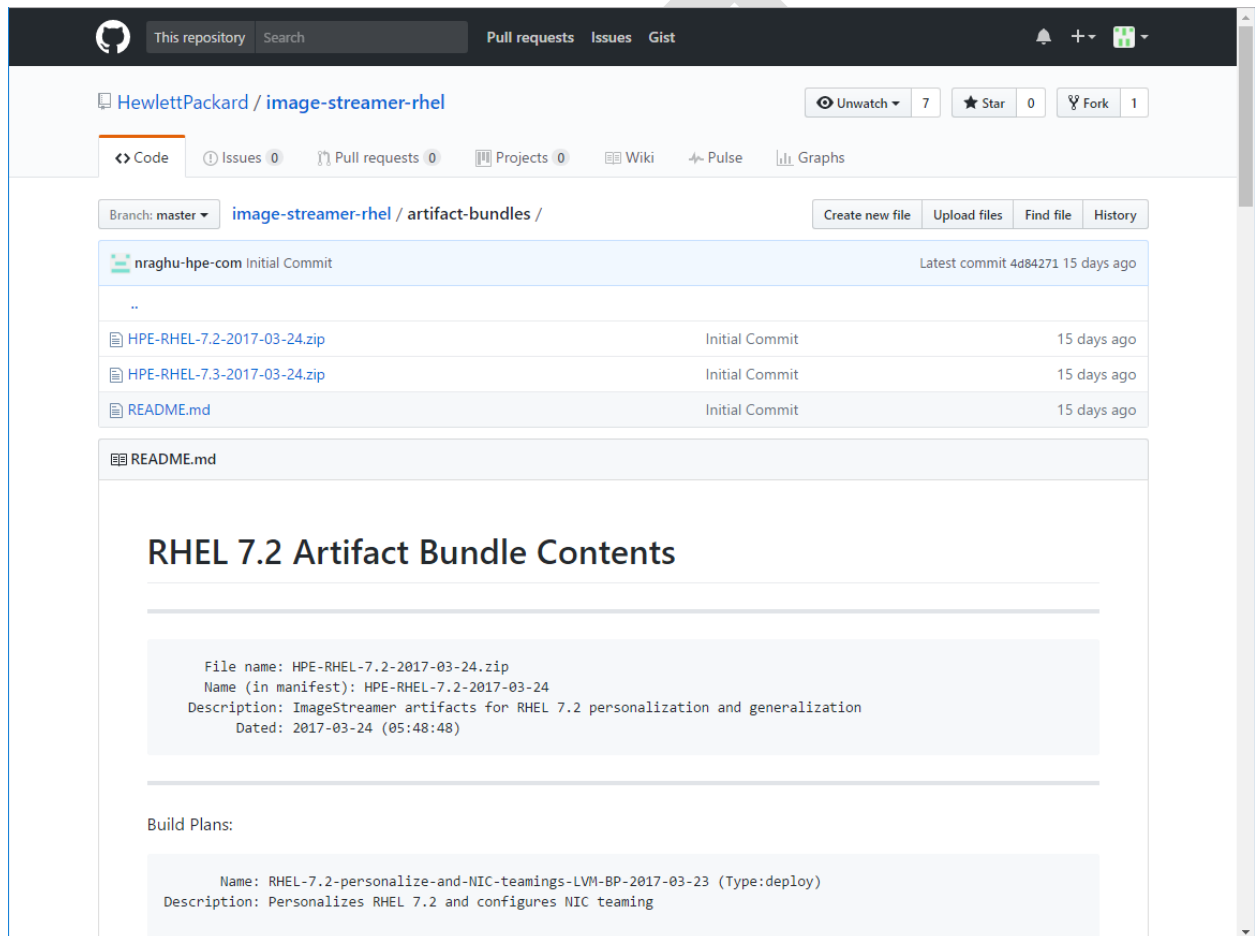 This repository Search Pull requests Issues Gist
HewlettPackard / image-streamer-rhel Unwatch 7 Star 0 Fork 1
Code Issues 0 Pull requests 0 Projects 0 Wiki Pulse Graphs
Branch: master image-streamer-rhel / artifact-bundles / Create new file Upload files Find file History
nraghu-hpe-com Initial Commit Latest commit 4d84271 15 days ago
..
HPE-RHEL-7.2-2017-03-24.zip Initial Commit 15 days ago
HPE-RHEL-7.3-2017-03-24.zip Initial Commit 15 days ago
README.md Initial Commit 15 days ago
README.md
RHEL 7.2 Artifact Bundle Contents
File name: HPE-RHEL-7.2-2017-03-24.zip
Name (in manifest): HPE-RHEL-7.2-2017-03-24
Description: ImageStreamer artifacts for RHEL 7.2 personalization and generalization
Dated: 2017-03-24 (05:48:48)
Build Plans:
Name: RHEL-7.2-personalize-and-NIC-teamings-LVM-BP-2017-03-23 (Type:deploy)
Description: Personalizes RHEL 7.2 and configures NIC teaming